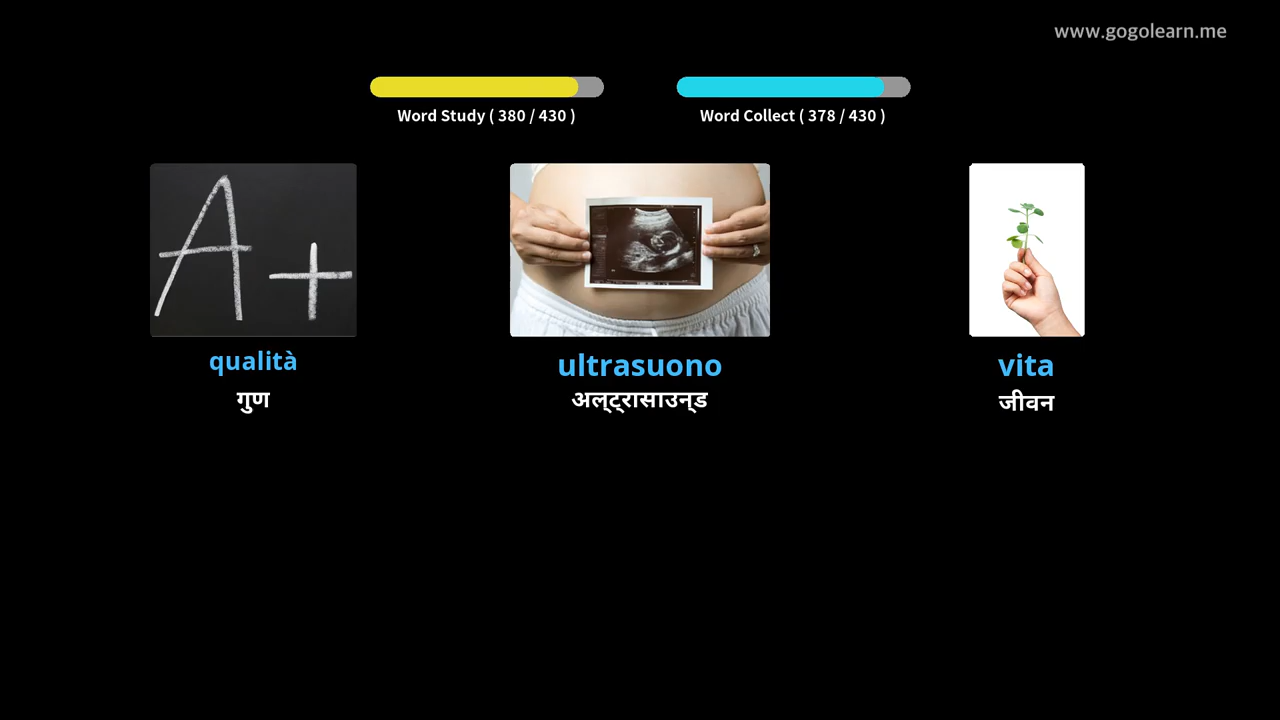 www.gogolearn.me
Word Study ( 380 / 430 )
Word Collect ( 378 / 430 )
A+
qualità
ultrasuono
vita
गुण
अल्ट्रासाउन्ड
जीवन